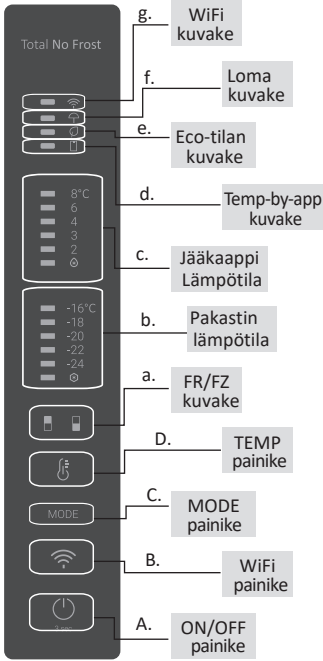 Total No Frost
g. WiFi
kuvake
f. Loma
kuvake
e. Eco-tilan
kuvake
d. Temp-by-app
kuvake
8°C
6
4
3
2
c. Jääkaappi
Lämpötila
-16°C
-18
-20
-22
-24
b. Pakastin
lämpötila
a. FR/FZ
kuvake
D. TEMP
painike
MODE
C. MODE
painike
B. WiFi
painike
3 sec
A. ON/OFF
painike